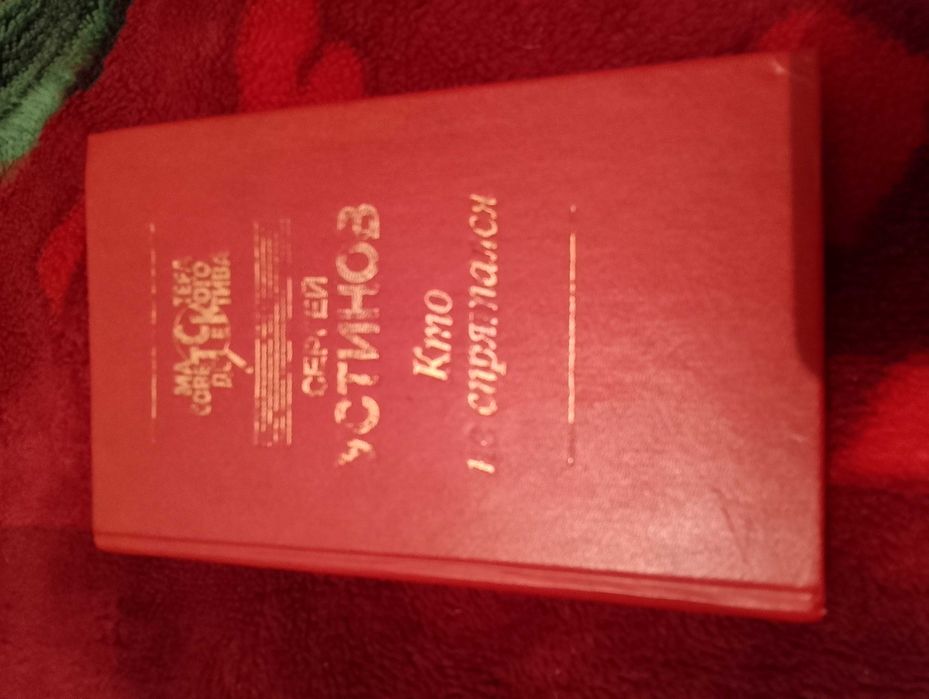 МАСТЕРА
СОВЕТСКОГО
ДЕТЕКТИВА
СЕРГЕЙ
УСТИНОВ
Кто
не спрятался